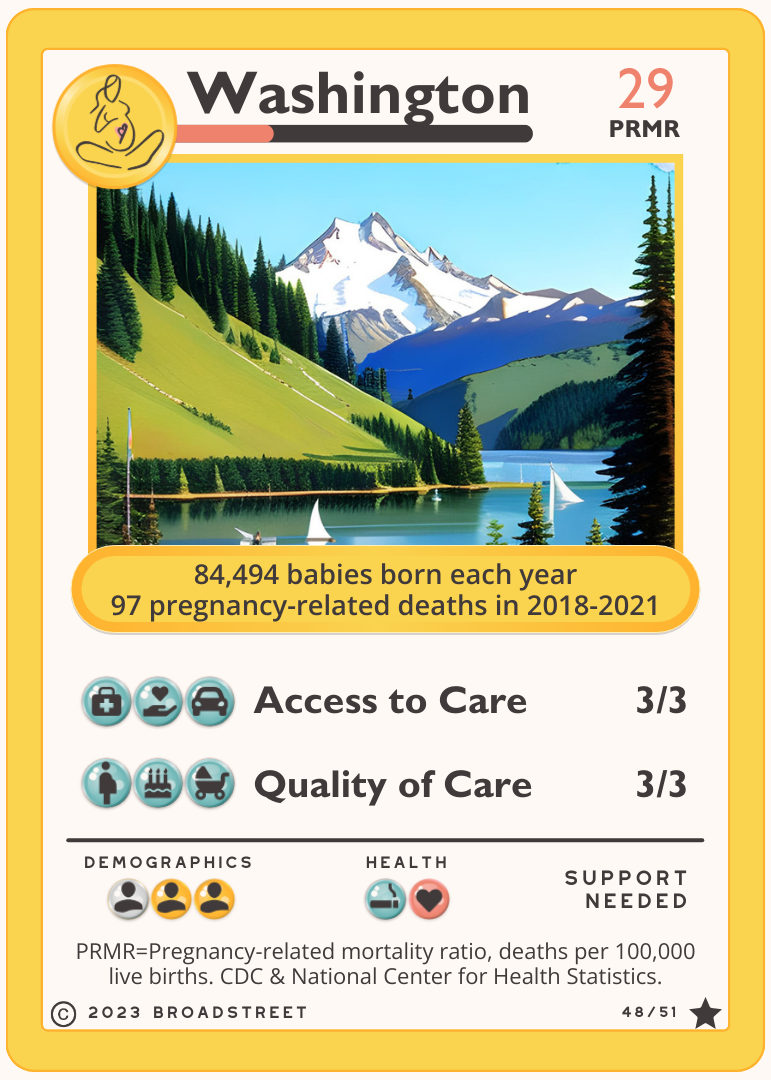 Washington
29
PRMR
84,494 babies born each year
97 pregnancy-related deaths in 2018-2021
Access to Care 3/3
Quality of Care 3/3
DEMOGRAPHICS
HEALTH
SUPPORT
NEEDED
PRMR=Pregnancy-related mortality ratio, deaths per 100,000
live births. CDC & National Center for Health Statistics.
© 2023 BROADSTREET
48/51